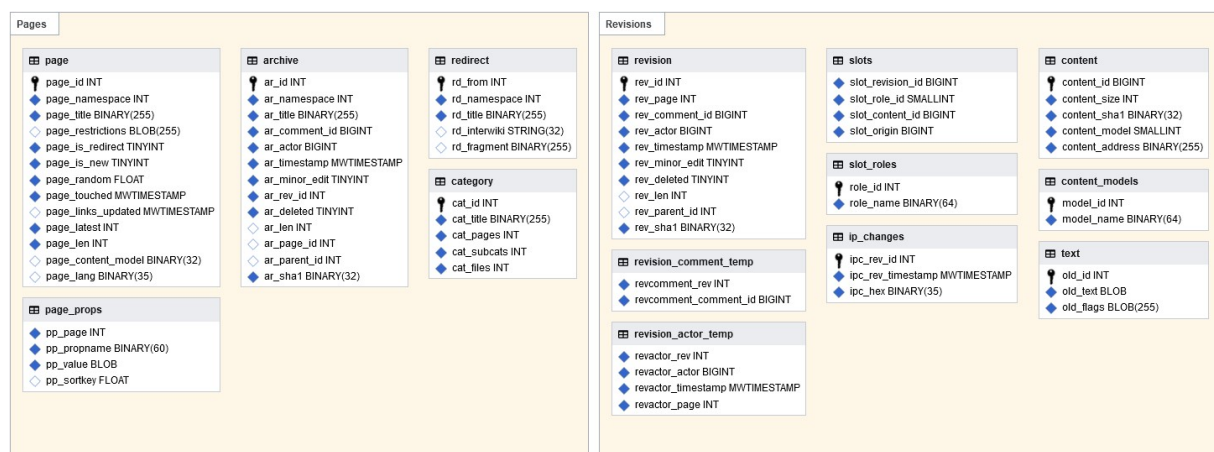 Pages
page
page_id INT
page_namespace INT
page_title BINARY(255)
page_restrictions BLOB(255)
page_is_redirect TINYINT
page_is_new TINYINT
page_random FLOAT
page_touched MWTIMESTAMP
page_links_updated MWTIMESTAMP
page_latest INT
page_len INT
page_content_model BINARY(32)
page_lang BINARY(35)
page_props
pp_page INT
pp_propname BINARY(60)
pp_value BLOB
pp_sortkey FLOAT
archive
ar_id INT
ar_namespace INT
ar_title BINARY(255)
ar_comment_id BIGINT
ar_actor BIGINT
ar_timestamp MWTIMESTAMP
ar_minor_edit TINYINT
ar_rev_id INT
ar_deleted TINYINT
ar_len INT
ar_page_id INT
ar_parent_id INT
ar_sha1 BINARY(32)
redirect
rd_from INT
rd_namespace INT
rd_title BINARY(255)
rd_interwiki STRING(32)
rd_fragment BINARY(255)
category
cat_id INT
cat_title BINARY(255)
cat_pages INT
cat_subcats INT
cat_files INT
Revisions
revision
rev_id INT
rev_page INT
rev_comment_id BIGINT
rev_actor BIGINT
rev_timestamp MWTIMESTAMP
rev_minor_edit TINYINT
rev_deleted TINYINT
rev_len INT
rev_parent_id INT
rev_sha1 BINARY(32)
revision_comment_temp
revcomment_rev INT
revcomment_comment_id BIGINT
revision_actor_temp
revactor_rev INT
revactor_actor BIGINT
revactor_timestamp MWTIMESTAMP
revactor_page INT
slots
slot_revision_id BIGINT
slot_role_id SMALLINT
slot_content_id BIGINT
slot_origin BIGINT
slot_roles
role_id INT
role_name BINARY(64)
ip_changes
ipc_rev_id INT
ipc_rev_timestamp MWTIMESTAMP
ipc_hex BINARY(35)
content
content_id BIGINT
content_size INT
content_sha1 BINARY(32)
content_model SMALLINT
content_address BINARY(255)
content_models
model_id INT
model_name BINARY(64)
text
old_id INT
old_text BLOB
old_flags BLOB(255)